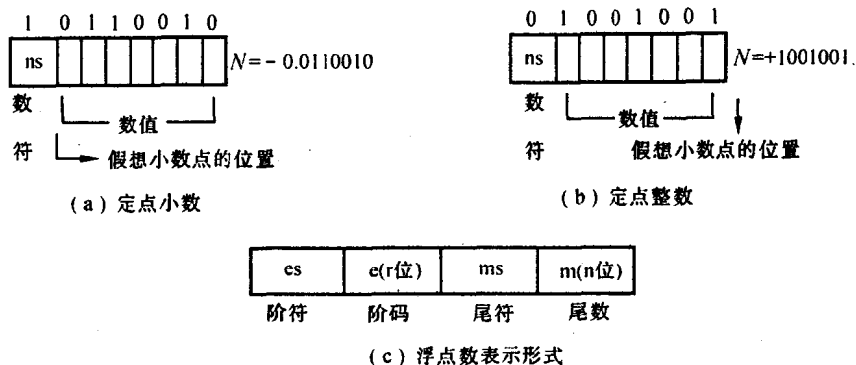 1 0 1 1 0 0 1 0
ns
N=- 0.0110010
数
符
数值
假想小数点的位置
(a) 定点小数
0 1 0 0 1 0 0 1
ns
N=+1001001.
数
符
数值
假想小数点的位置
(b) 定点整数
es e(r位) ms m(n位)
阶符 阶码 尾符 尾数
(c) 浮点数表示形式